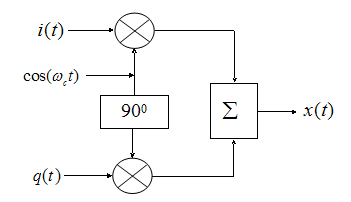 i(t)
cos(ω_c t)
90⁰
Σ
x(t)
q(t)